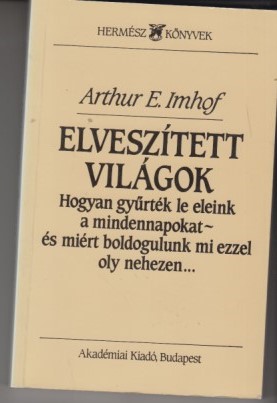 HERMÉSZ KÖNYVEK
Arthur E. Imhof
ELVESZÍTETT
VILÁGOK
Hogyan gyűrték le eleink
a mindennapokat~
és miért boldogulunk mi ezzel
oly nehezen...
Akadémiai Kiadó, Budapest